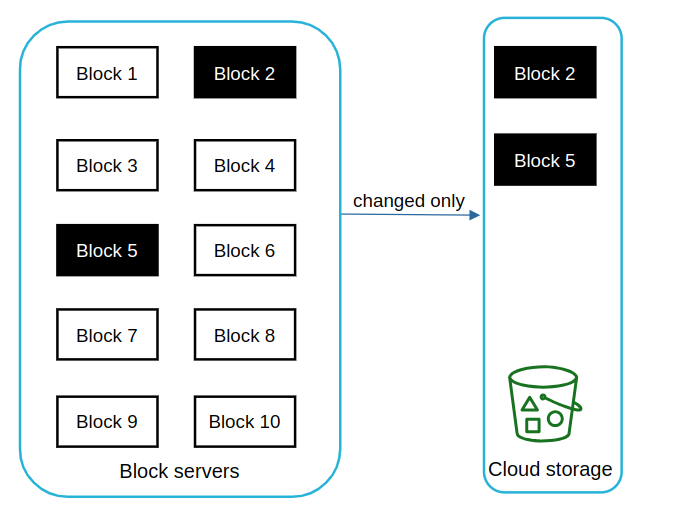 Block 1
Block 2
Block 3
Block 4
Block 5
Block 6
Block 7
Block 8
Block 9
Block 10
Block servers
changed only
Block 2
Block 5
Cloud storage